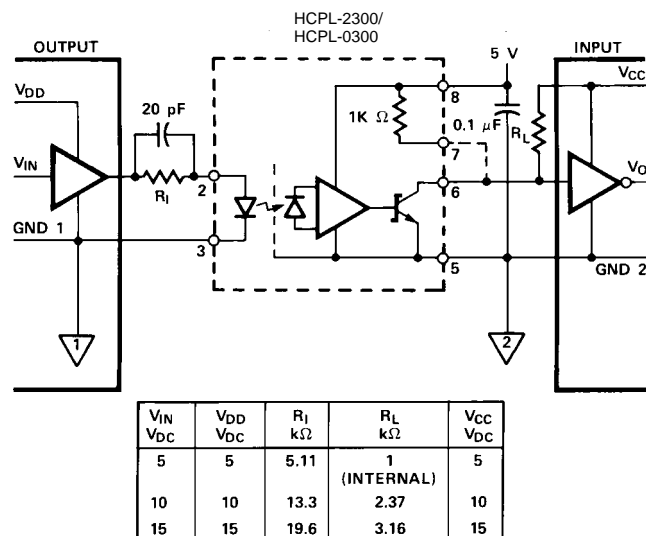 HCPL-2300/
HCPL-0300
OUTPUT
5 V
INPUT
VDD
VCC
20 pF
8
1K Ω
0.1 μF
RL
7
VIN
RI
2
6
VO
GND 1
3
5
GND 2
1
2
VIN VDC VDD VDC RI kΩ RL kΩ VCC VDC
5 5 5.11 1 (INTERNAL) 5
10 10 13.3 2.37 10
15 15 19.6 3.16 15